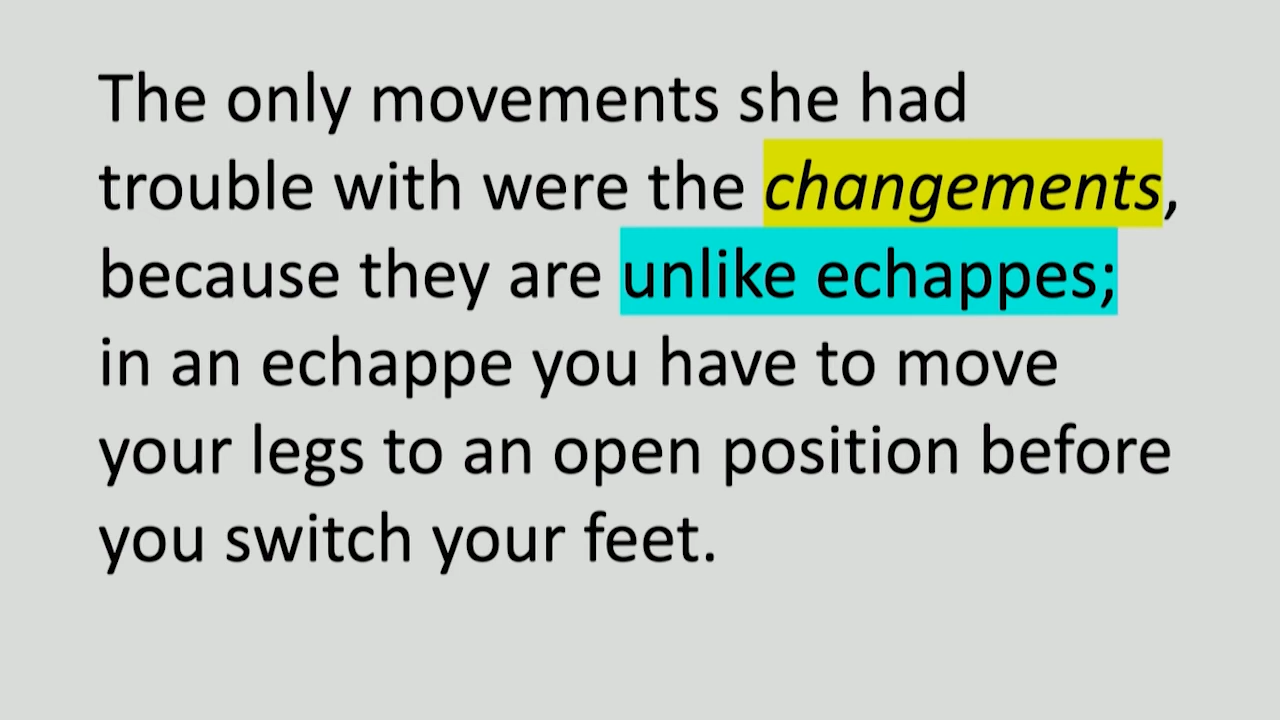 The only movements she had
trouble with were the changements,
because they are unlike echappes;
in an echappe you have to move
your legs to an open position before
you switch your feet.